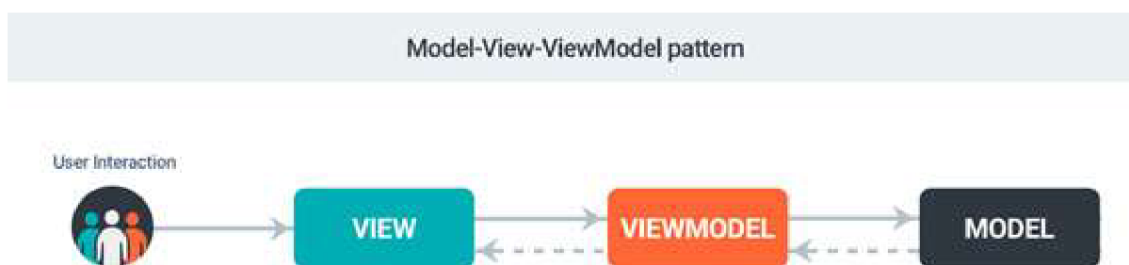 Model-View-ViewModel pattern
User Interaction
VIEW
VIEWMODEL
MODEL